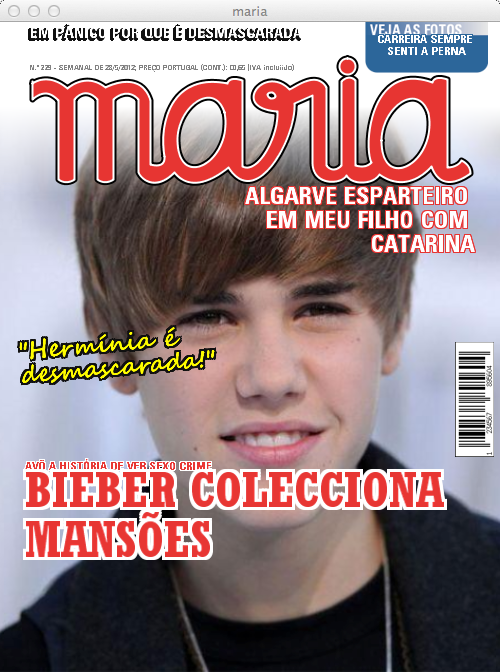 maria
EM PÂNICO POR QUE É DESMASCARADA
VEJA AS FOTOS
CARREIRA SEMPRE
SENTI A PERNA
N.º 229 - SEMANAL DE 28/5/2012; PREÇO PORTUGAL (CONT.): €0,65 (IVA incluído)
maria
ALGARVE ESPARTEIRO
EM MEU FILHO COM
CATARINA
"Hermínia é
desmascarada!"
AVÔ A HISTÓRIA DE VER SEXO CRIME
BIEBER COLECCIONA
MANSÕES